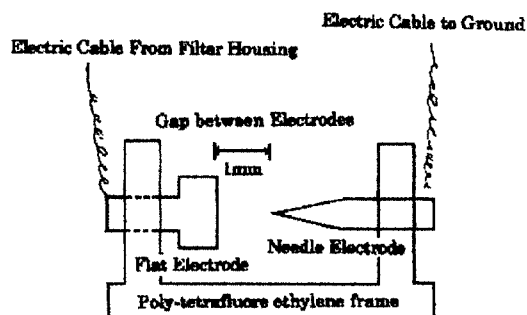 Electric Cable to Ground
Electric Cable From Filtar Housing
Gap between Electrodes
1mm
Needle Electrode
Flat Electrode
Poly-tetrafluore ethylene frame